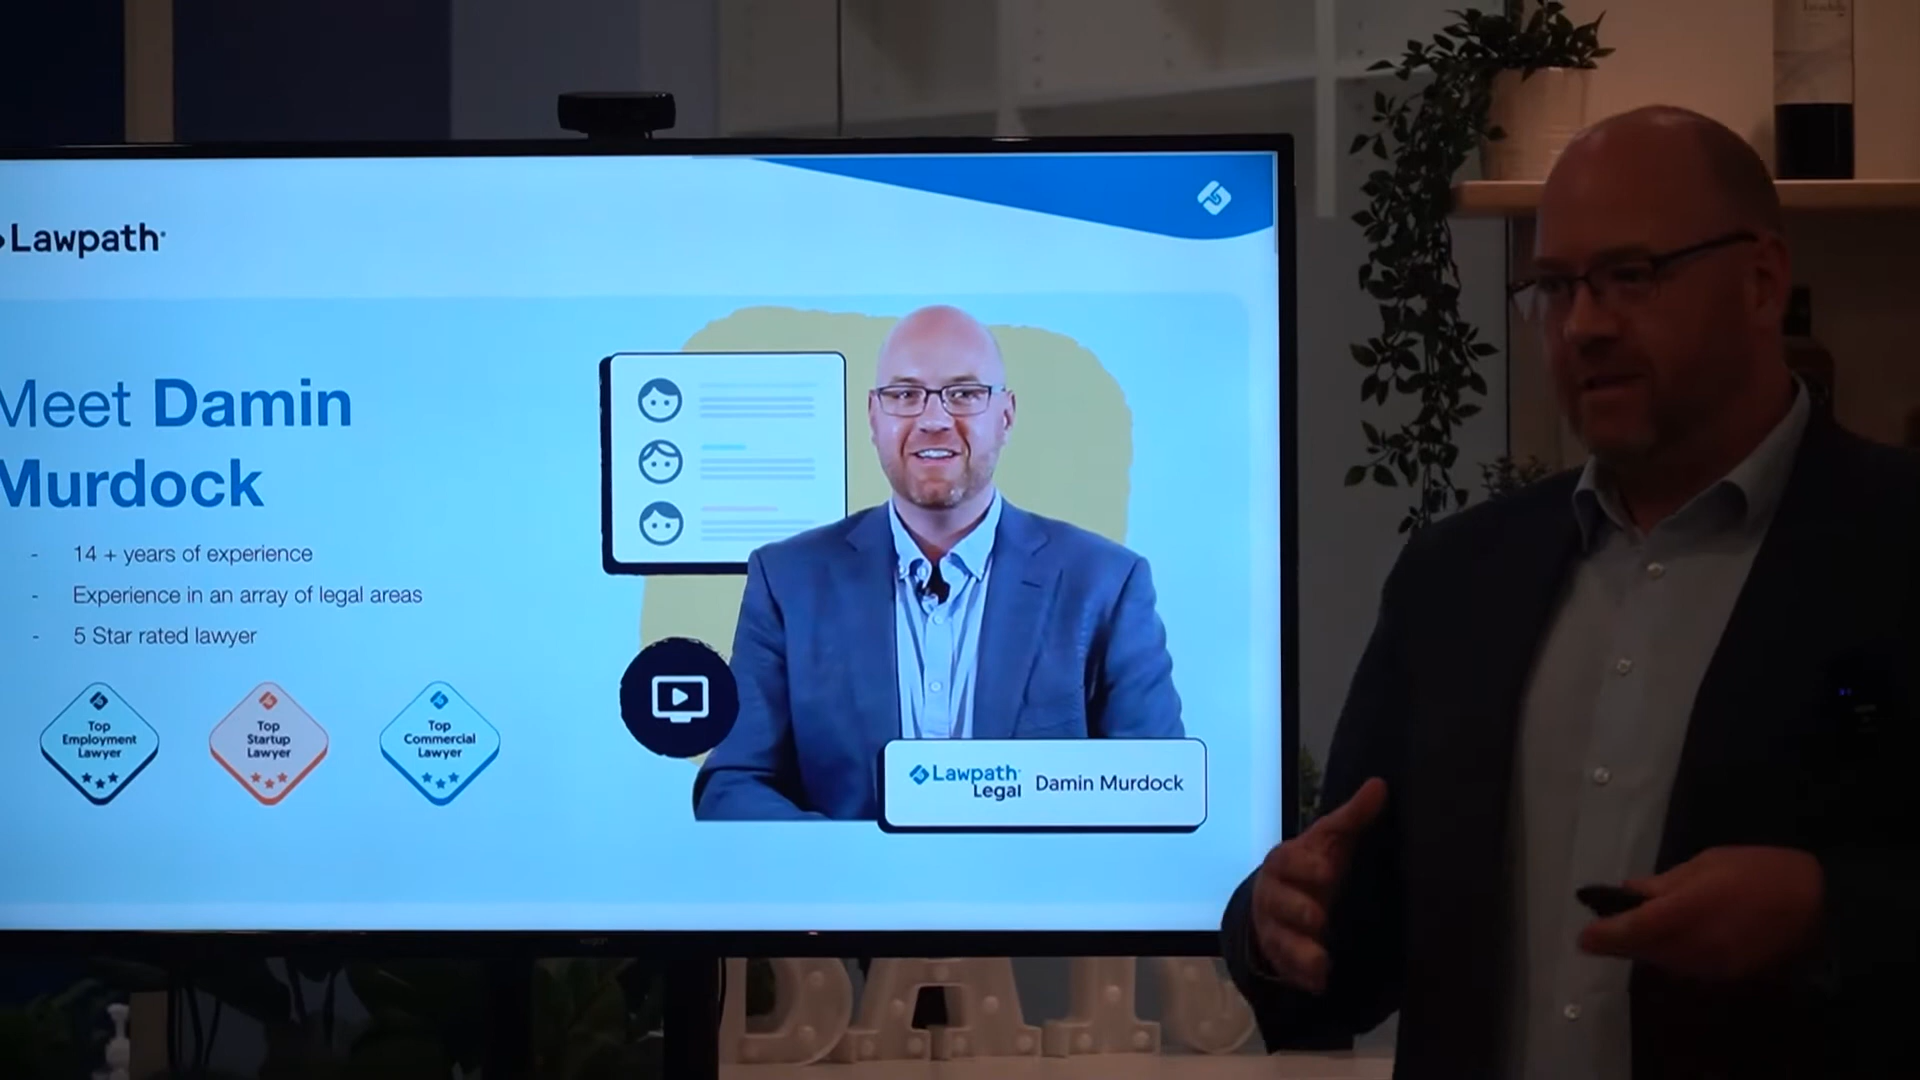 Lawpath
Meet Damin
Murdock
- 14 + years of experience
- Experience in an array of legal areas
- 5 Star rated lawyer
Top
Employment
Lawyer
Top
Startup
Lawyer
Top
Commercial
Lawyer
Lawpath
Legal
Damin Murdock